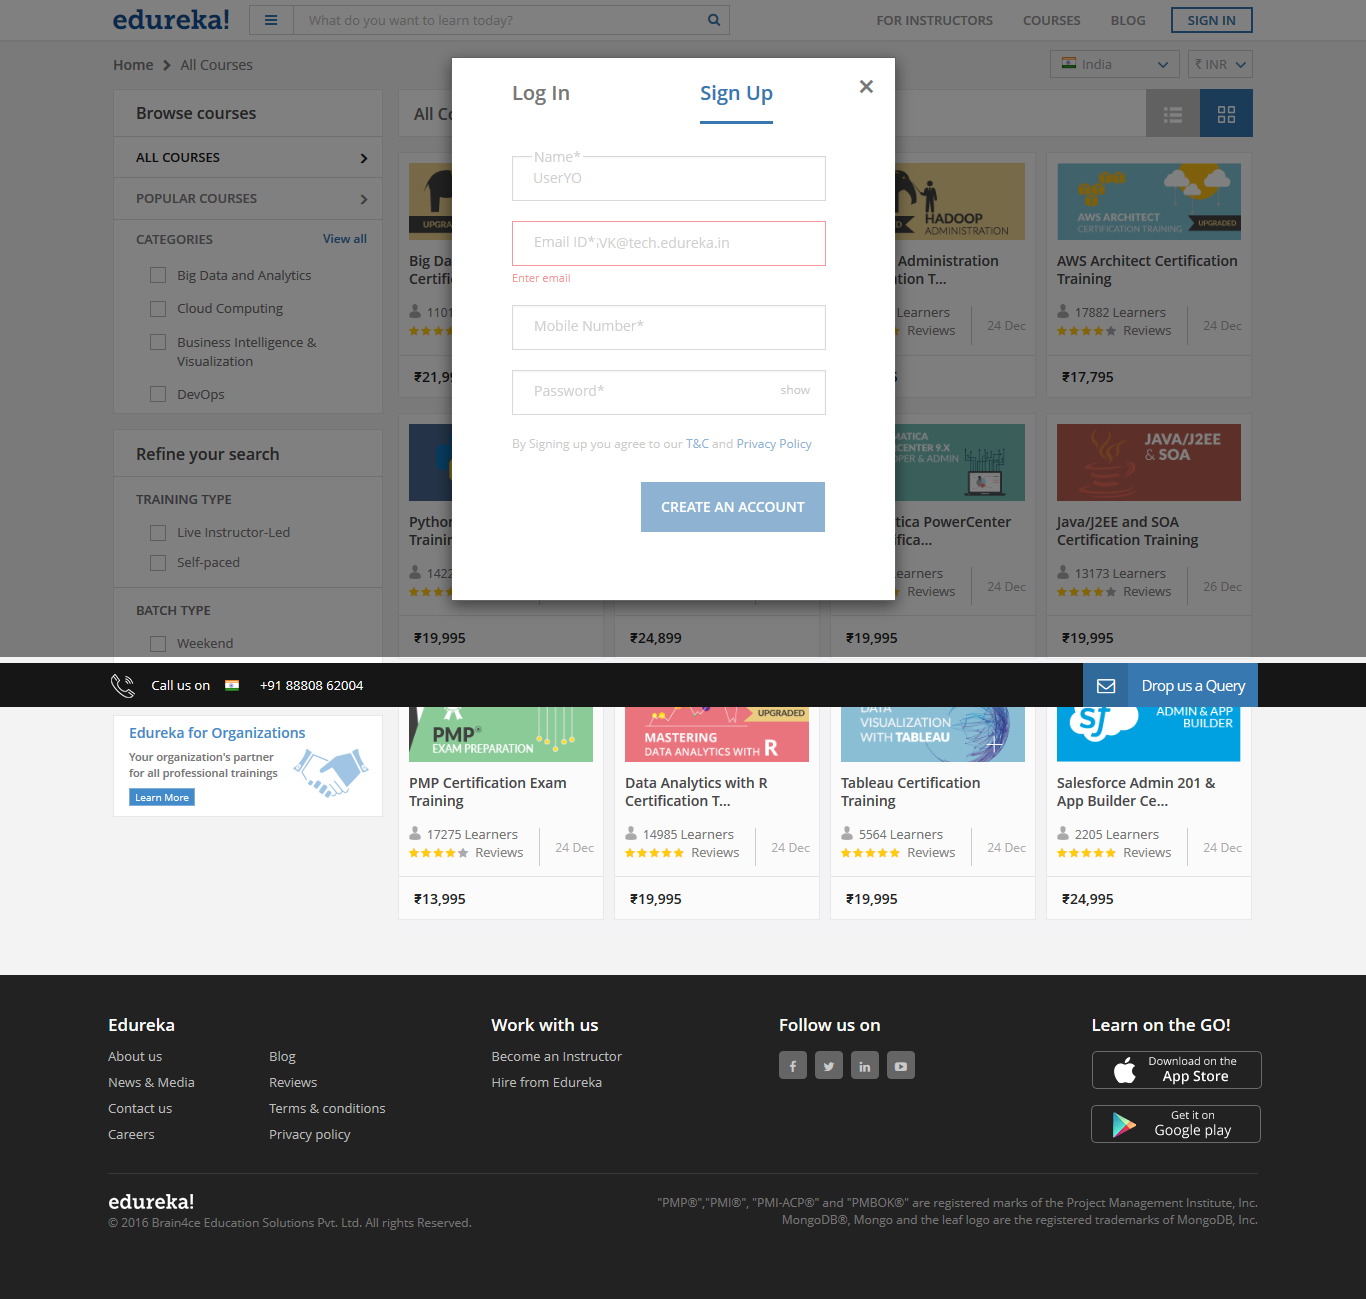 edureka!
What do you want to learn today?
FOR INSTRUCTORS
COURSES
BLOG
SIGN IN
Home
All Courses
India
₹ INR
Browse courses
ALL COURSES
POPULAR COURSES
CATEGORIES
View all
Big Data and Analytics
Cloud Computing
Business Intelligence &
Visualization
DevOps
Refine your search
TRAINING TYPE
Live Instructor-Led
Self-paced
BATCH TYPE
Weekend
All
Log In
Sign Up
Name*
UserYO
Email ID*
VK@tech.edureka.in
Enter email
Mobile Number*
Password*
show
By Signing up you agree to our T&C and Privacy Policy
CREATE AN ACCOUNT
Big
HADOOP
ADMINISTRATION
Administration
T...
Learners
Reviews
24 Dec
AWS ARCHITECT
CERTIFICATION TRAINING
UPGRADED
AWS Architect Certification
Training
17882 Learners
Reviews
24 Dec
₹17,795
₹19,995
₹24,899
9.X
& ADMIN
PowerCenter
Reviews
24 Dec
₹19,995
JAVA/J2EE
& SOA
Java/J2EE and SOA
Certification Training
13173 Learners
Reviews
26 Dec
₹19,995
Call us on
+91 88808 62004
Drop us a Query
Edureka for Organizations
Your organization's partner
for all professional trainings
Learn More
PMP®
EXAM PREPARATION
PMP Certification Exam
Training
17275 Learners
Reviews
24 Dec
₹13,995
UPGRADED
MASTERING
DATA ANALYTICS WITH R
Data Analytics with R
Certification T...
14985 Learners
Reviews
24 Dec
₹19,995
DATA
VISUALIZATION
WITH TABLEAU
Tableau Certification
Training
5564 Learners
Reviews
24 Dec
₹19,995
sf
ADMIN & APP
BUILDER
Salesforce Admin 201 &
App Builder Ce...
2205 Learners
Reviews
24 Dec
₹24,995
Edureka
About us
News & Media
Contact us
Careers
Blog
Reviews
Terms & conditions
Privacy policy
Work with us
Become an Instructor
Hire from Edureka
Follow us on
Learn on the GO!
Download on the
App Store
Get it on
Google play
edureka!
© 2016 Brain4ce Education Solutions Pvt. Ltd. All rights Reserved.
"PMP®","PMI®", "PMI-ACP®" and "PMBOK®" are registered marks of the Project Management Institute, Inc.
MongoDB®, Mongo and the leaf logo are the registered trademarks of MongoDB, Inc.